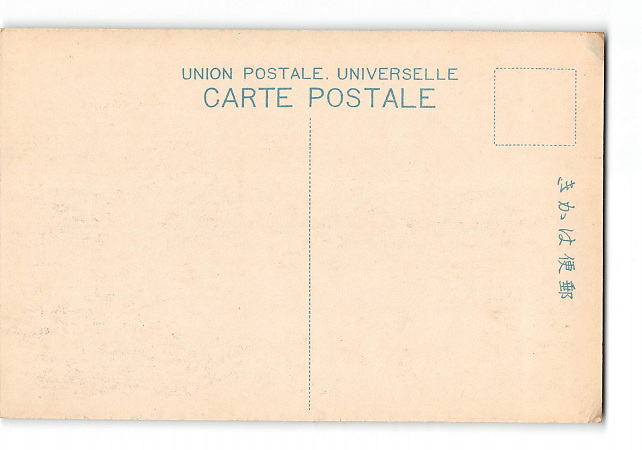 UNION POSTALE. UNIVERSELLE
CARTE POSTALE
郵便はかき